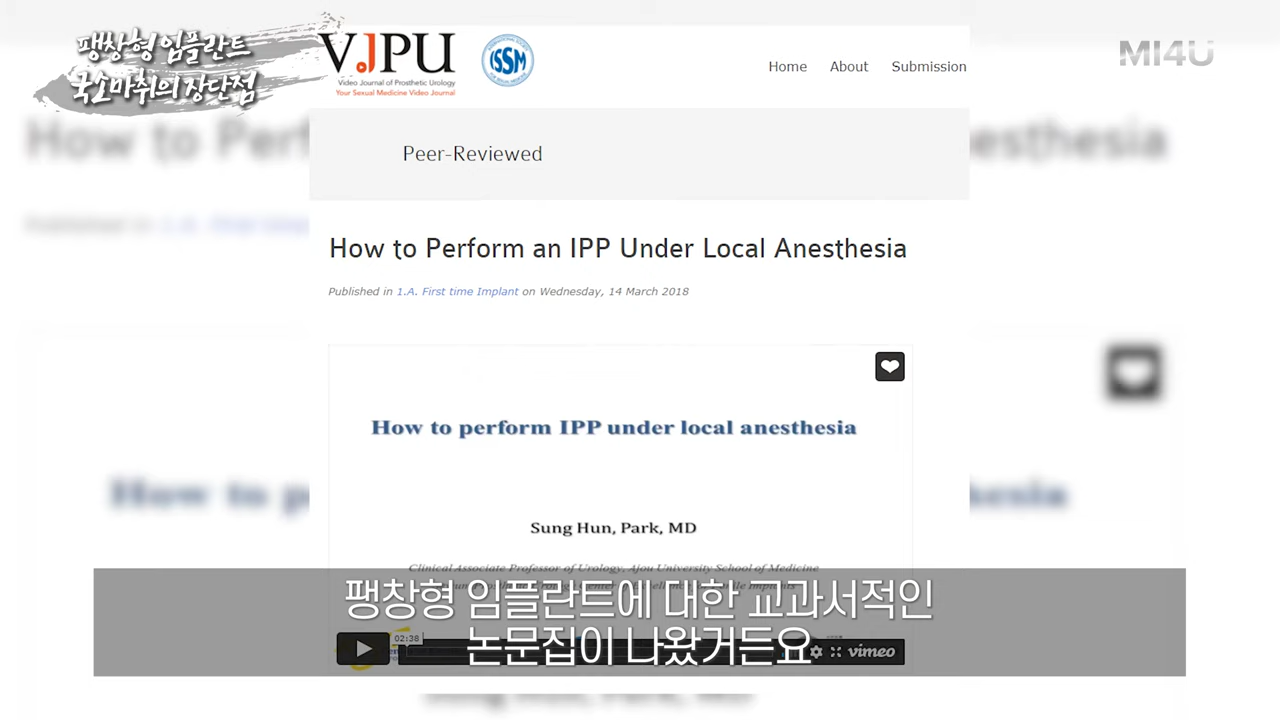 팽창형 임플란트
국소마취의 장단점
MI4U
VJPU
Video Journal of Prosthetic Urology
Your Sexual Medicine Video Journal
ISSM
Home About Submission
Peer-Reviewed
How to Perform an IPP Under Local Anesthesia
Published in 1.A. First time Implant on Wednesday, 14 March 2018
How to perform IPP under local anesthesia
Sung Hun, Park, MD
Clinical Associate Professor of Urology, Ajou University School of Medicine
팽창형 임플란트에 대한 교과서적인
논문집이 나왔거든요
02:38
vimeo